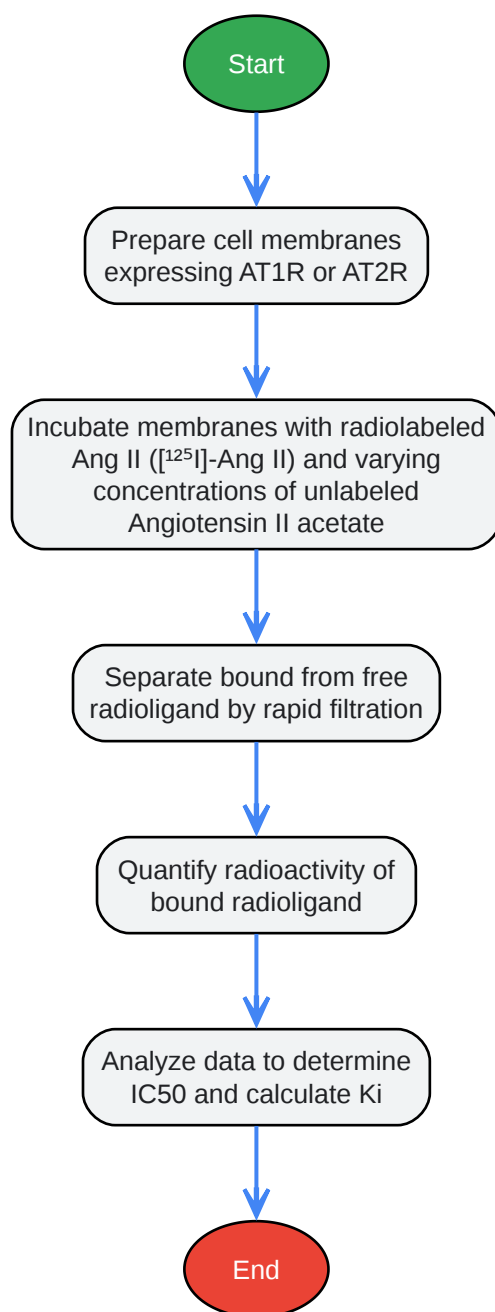 Start
Prepare cell membranes
expressing AT1R or AT2R
Incubate membranes with radiolabeled
Ang II ([¹²⁵I]-Ang II) and varying
concentrations of unlabeled
Angiotensin II acetate
Separate bound from free
radioligand by rapid filtration
Quantify radioactivity of
bound radioligand
Analyze data to determine
IC50 and calculate Ki
End